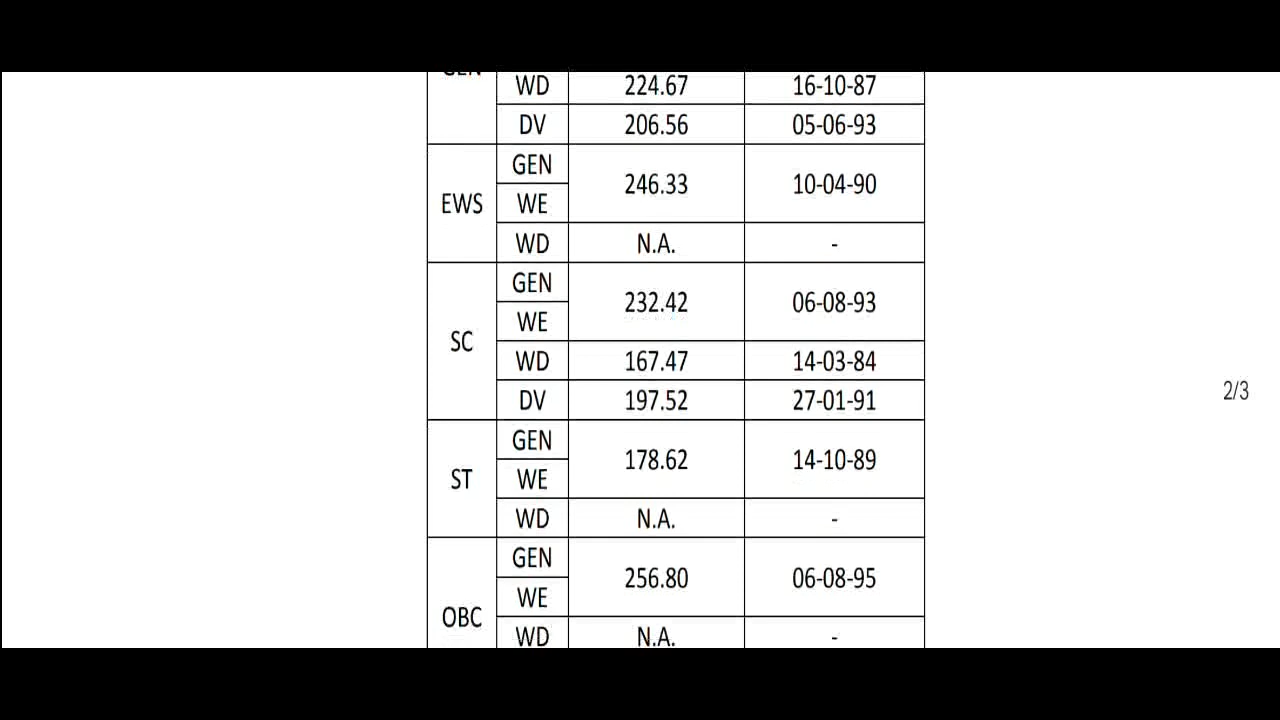 GEN
WD 224.67 16-10-87
DV 206.56 05-06-93
EWS
GEN
WE
246.33 10-04-90
WD N.A. -
SC
GEN
WE
232.42 06-08-93
WD 167.47 14-03-84
DV 197.52 27-01-91
ST
GEN
WE
178.62 14-10-89
WD N.A. -
OBC
GEN
WE
256.80 06-08-95
WD N.A. -
2/3